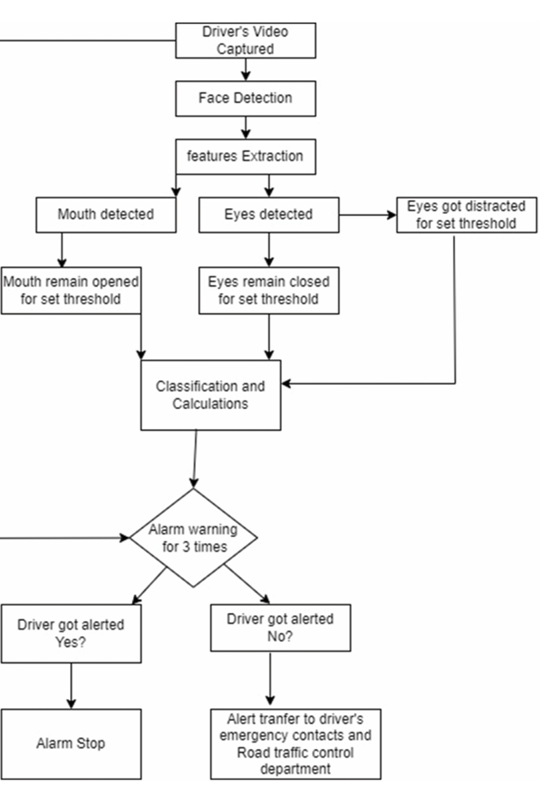 Driver's Video
Captured
Face Detection
features Extraction
Mouth detected
Eyes detected
Eyes got distracted
for set threshold
Mouth remain opened
for set threshold
Eyes remain closed
for set threshold
Classification and
Calculations
Alarm warning
for 3 times
Driver got alerted
Yes?
Driver got alerted
No?
Alarm Stop
Alert tranfer to driver's
emergency contacts and
Road traffic control
department